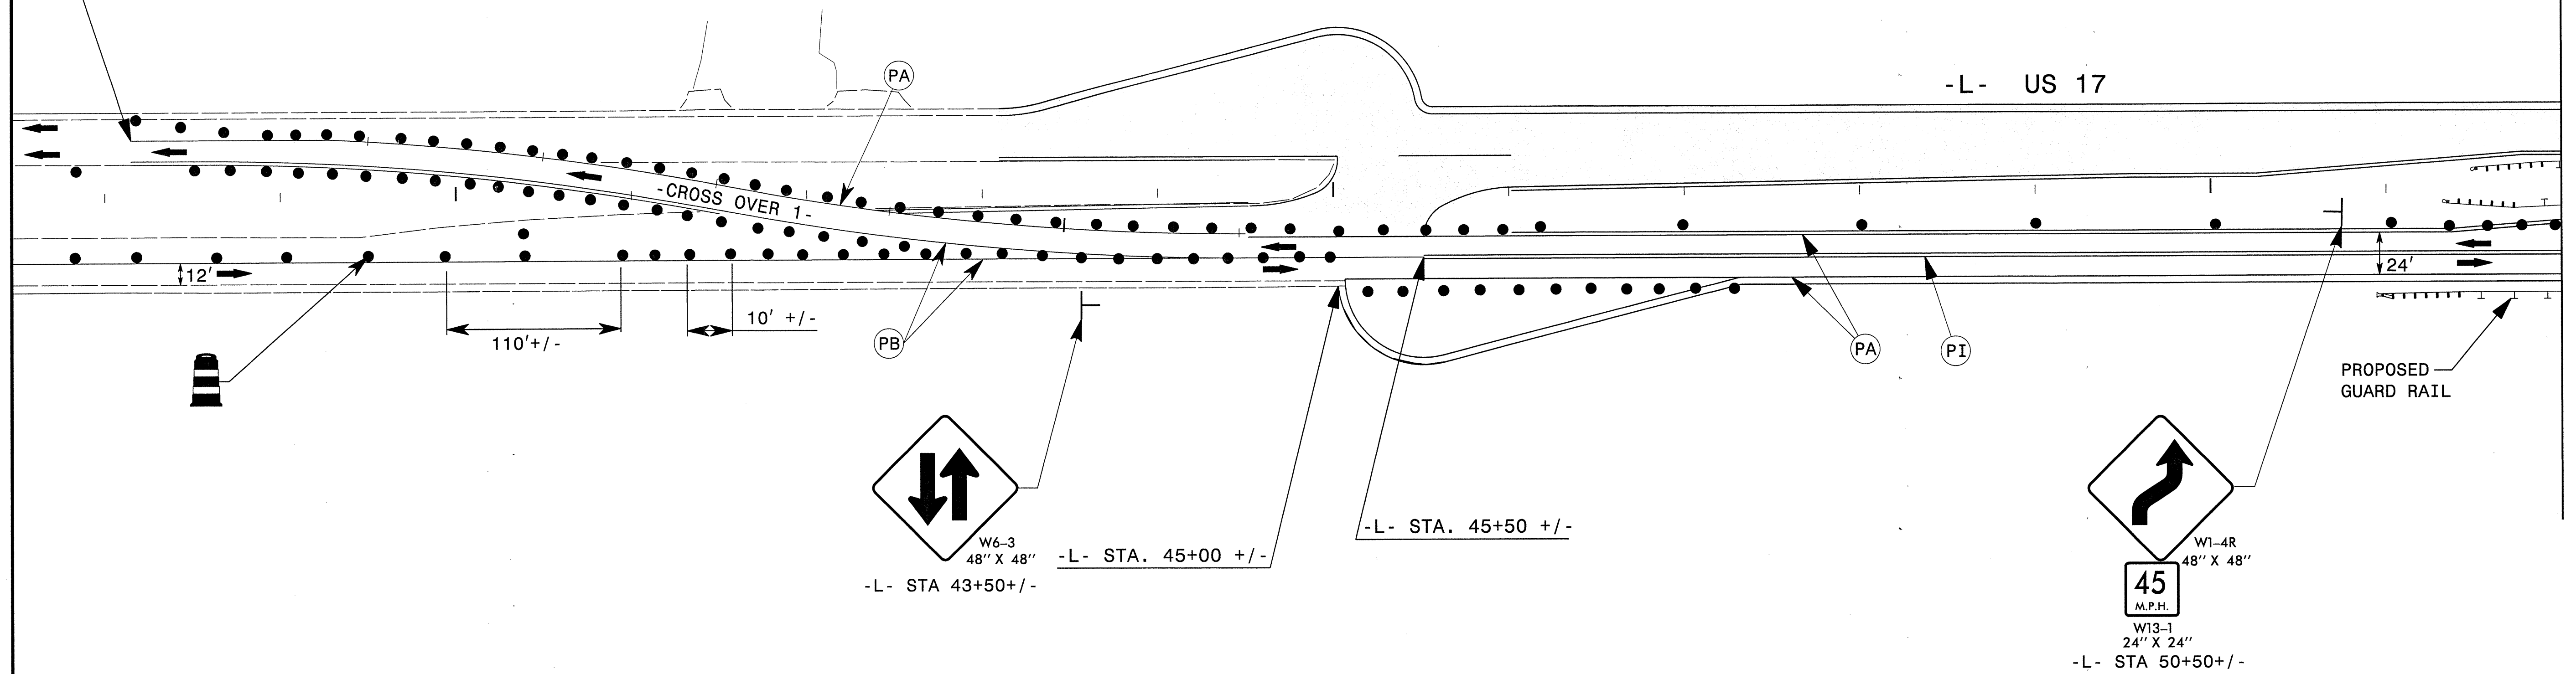 PA
-L- US 17
-CROSS OVER 1-
12'
24'
10' +/-
110'+/-
PB
PA
PI
PROPOSED
GUARD RAIL
W6-3
48" X 48"
-L- STA 43+50+/-
-L- STA. 45+00 +/-
-L- STA. 45+50 +/-
W1-4R
48" X 48"
45
M.P.H.
W13-1
24" X 24"
-L- STA 50+50+/-